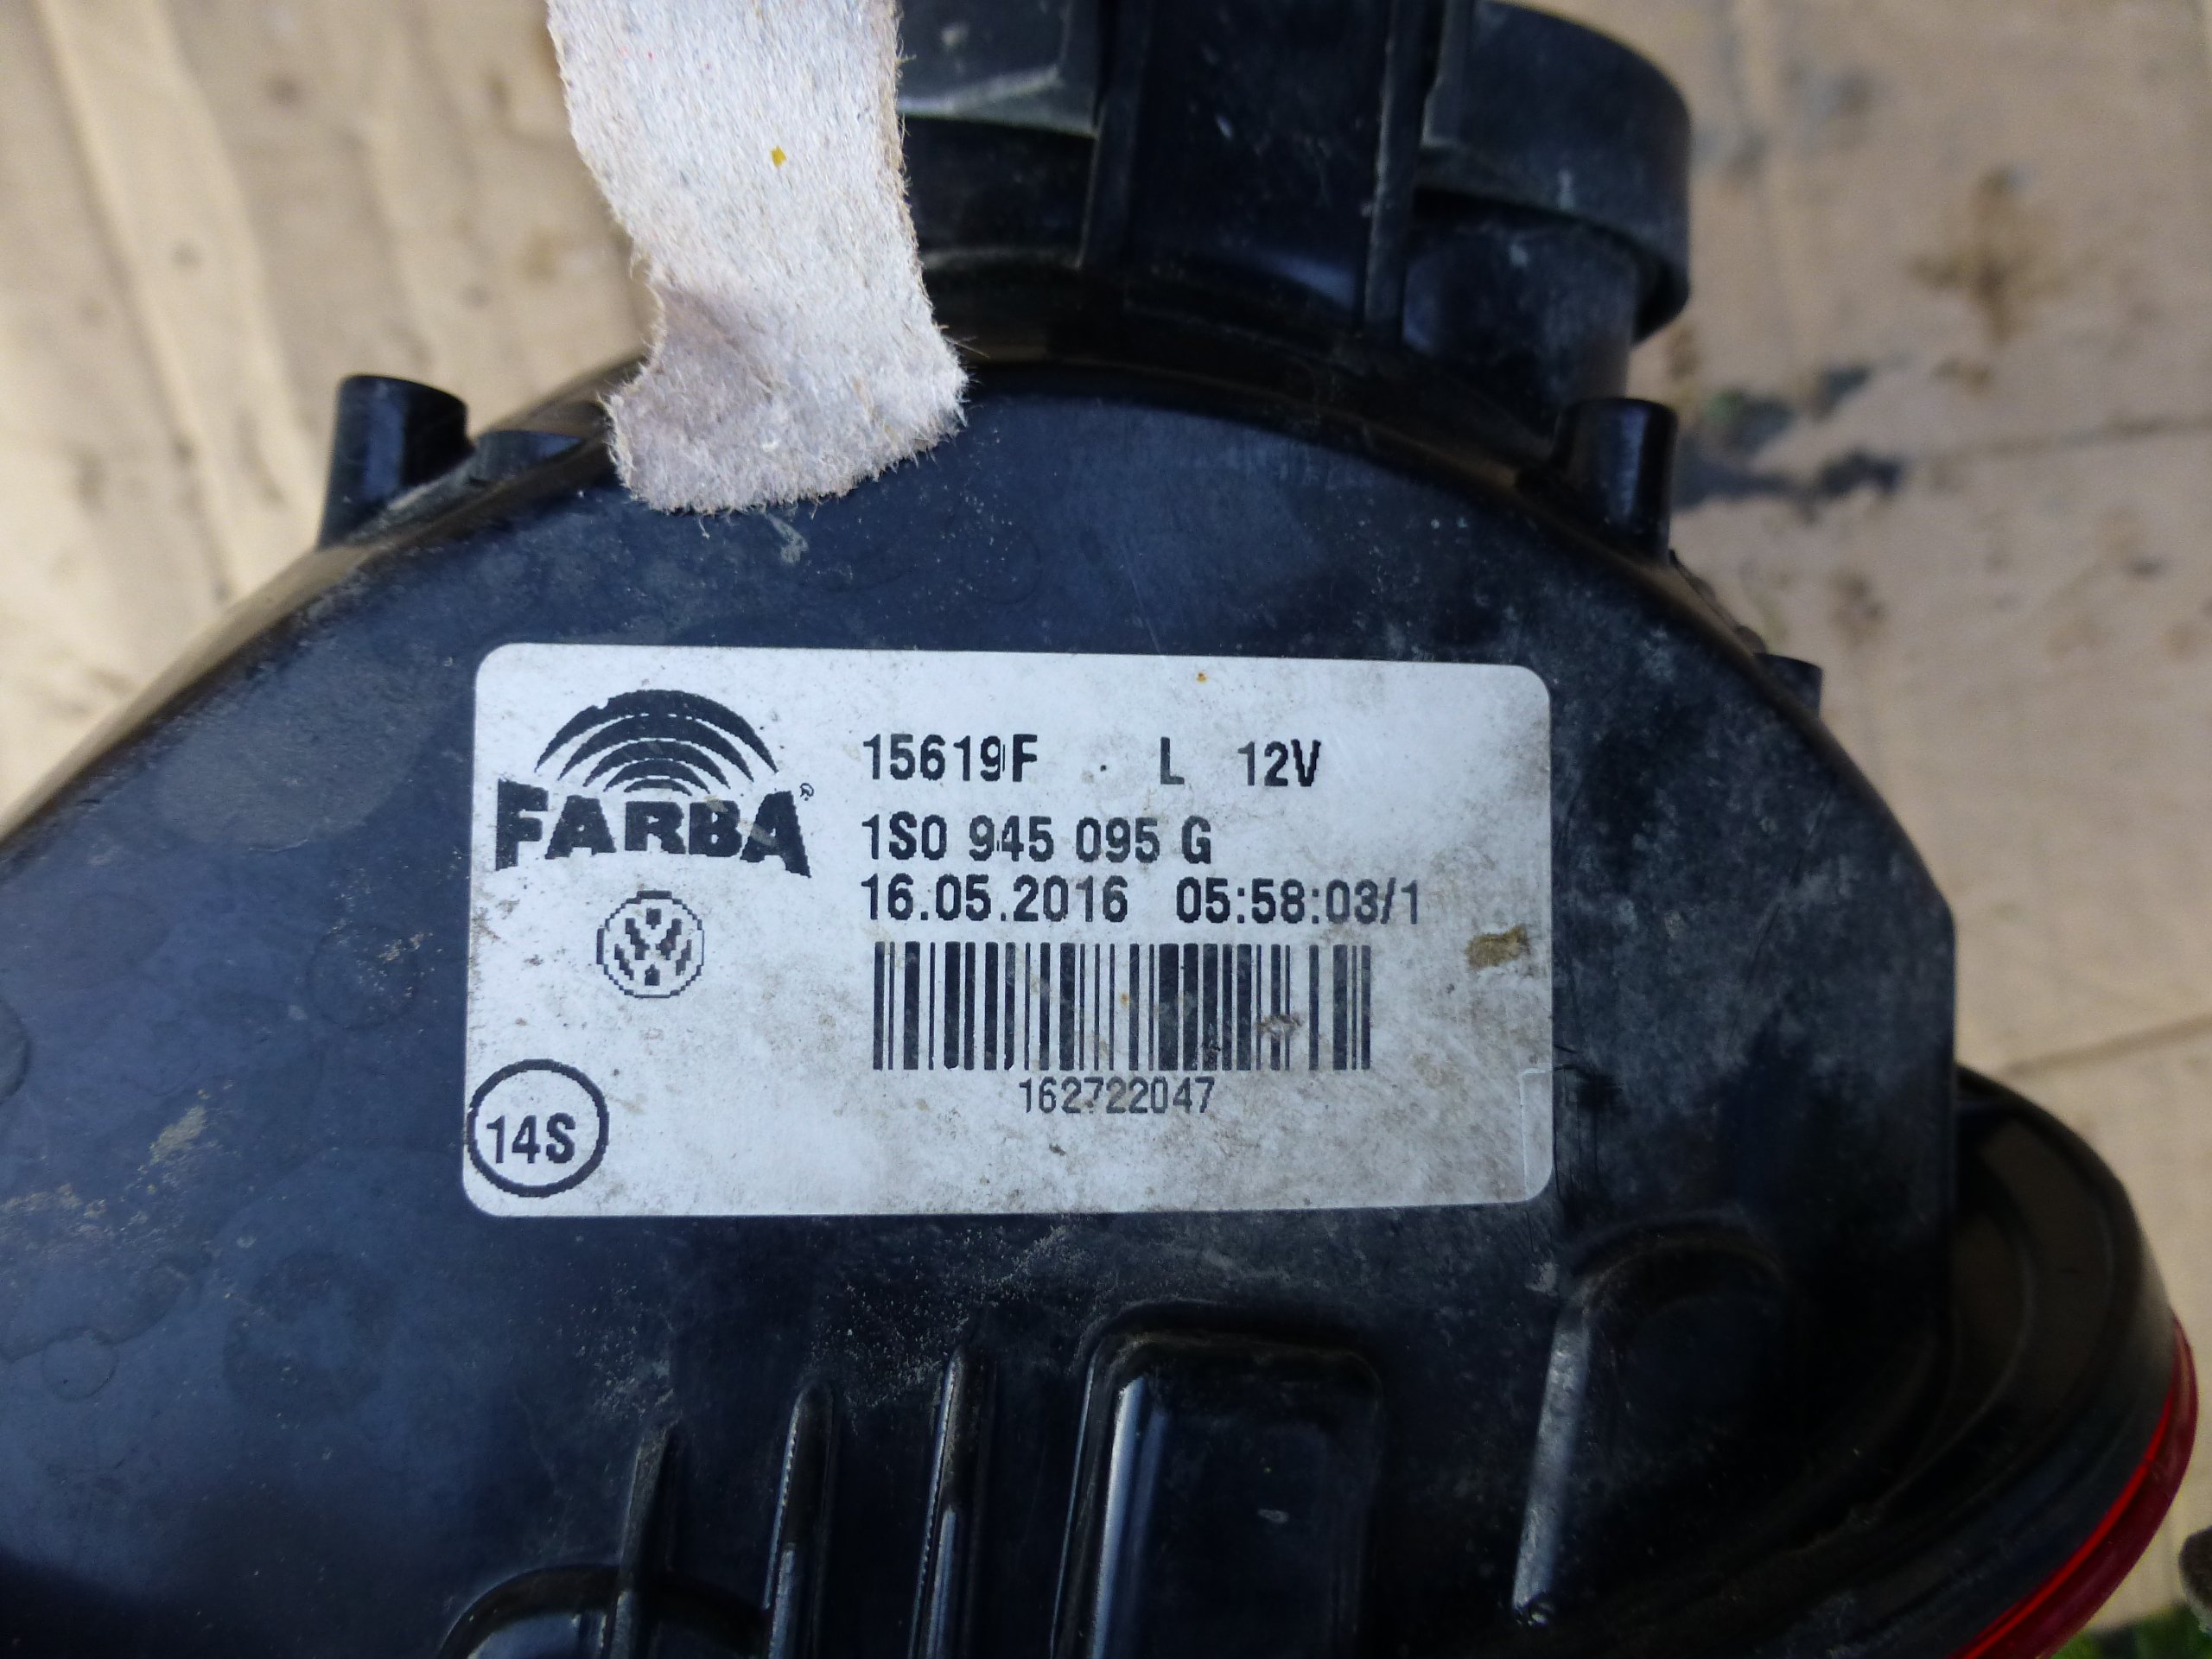 FARBA®
15619F . L 12V
1S0 945 095 G
16.05.2016 05:58:03/1
162722047
14S